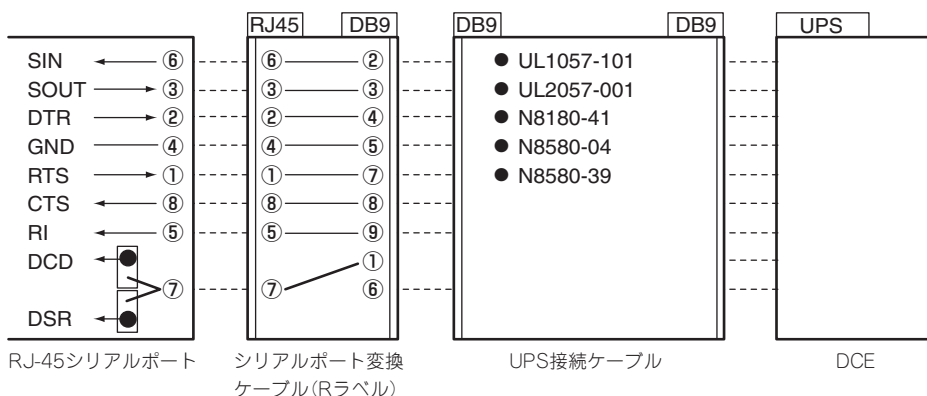 RJ45 DB9 DB9 DB9 UPS
SIN ⑥ ⑥ ② ● UL1057-101
SOUT ③ ③ ③ ● UL2057-001
DTR ② ② ④ ● N8180-41
GND ④ ④ ⑤ ● N8580-04
RTS ① ① ⑦ ● N8580-39
CTS ⑧ ⑧ ⑧
RI ⑤ ⑤ ⑨
DCD ①
⑦ ⑦ ⑥
DSR
RJ-45シリアルポート シリアルポート変換 UPS接続ケーブル DCE
ケーブル(Rラベル)